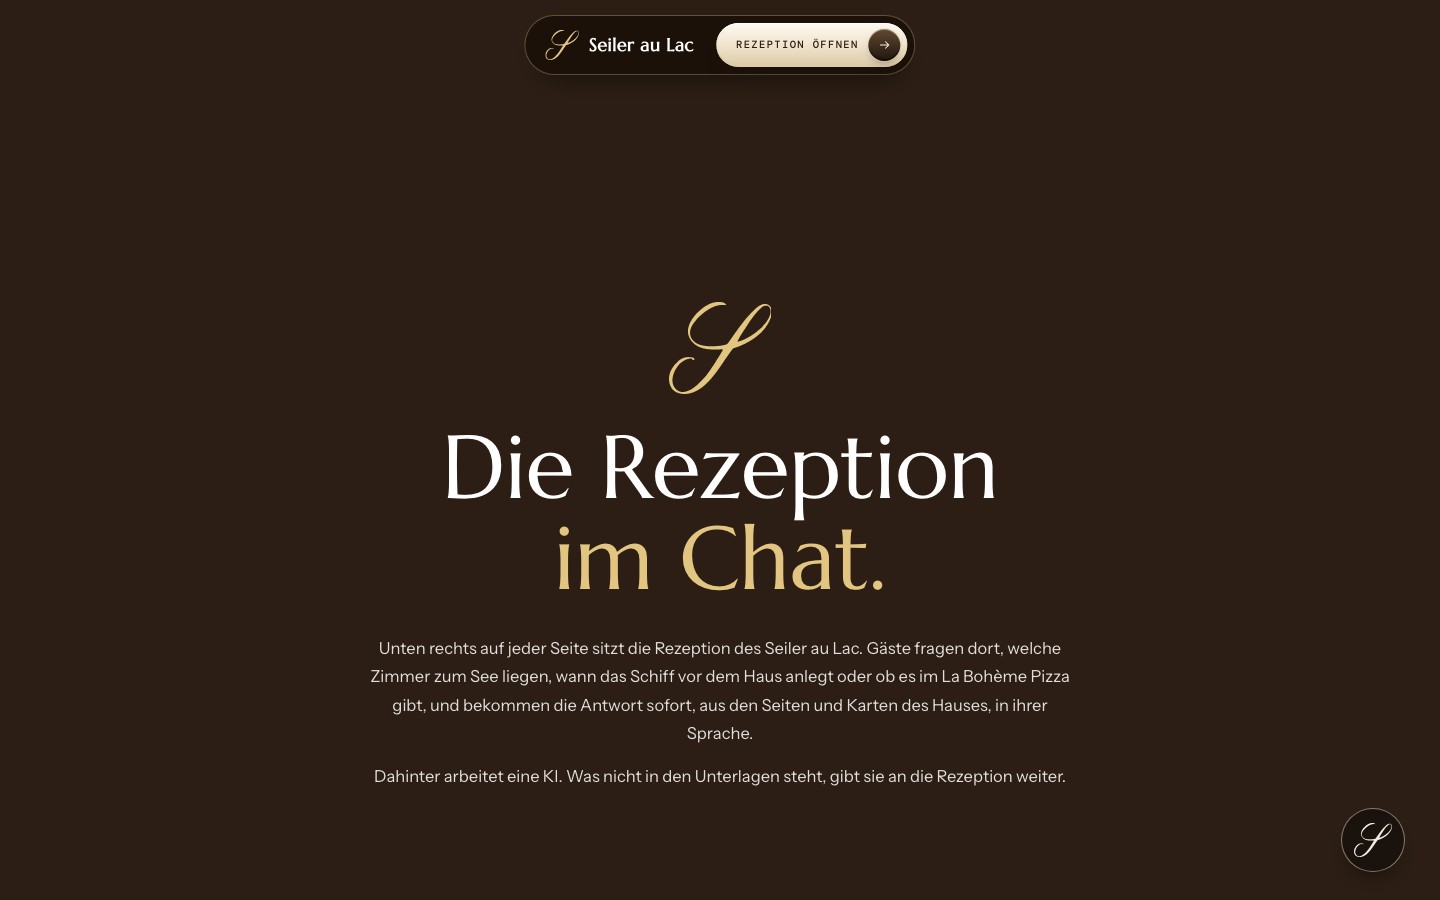 Seiler au Lac
REZEPTION ÖFFNEN
Die Rezeption
im Chat.
Unten rechts auf jeder Seite sitzt die Rezeption des Seiler au Lac. Gäste fragen dort, welche
Zimmer zum See liegen, wann das Schiff vor dem Haus anlegt oder ob es im La Bohème Pizza
gibt, und bekommen die Antwort sofort, aus den Seiten und Karten des Hauses, in ihrer
Sprache.
Dahinter arbeitet eine KI. Was nicht in den Unterlagen steht, gibt sie an die Rezeption weiter.